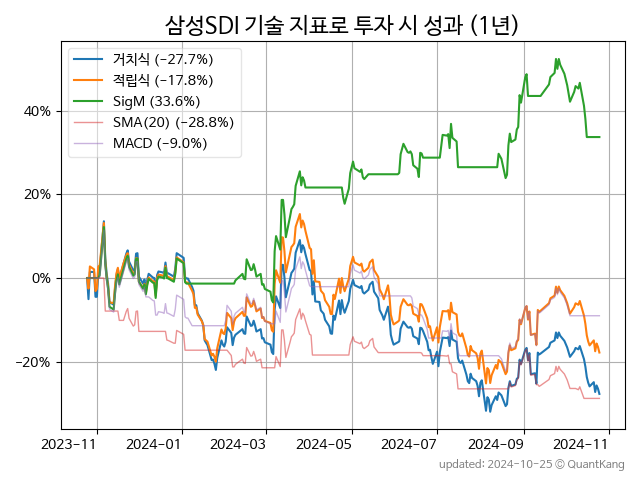 삼성SDI 기술 지표로 투자 시 성과 (1년)
거치식 (−27.7%)
적립식 (−17.8%)
SigM (33.6%)
SMA(20) (−28.8%)
MACD (−9.0%)
40%
20%
0%
−20%
2023−11 2024−01 2024−03 2024−05 2024−07 2024−09 2024−11
updated: 2024-10-25 © QuantKang